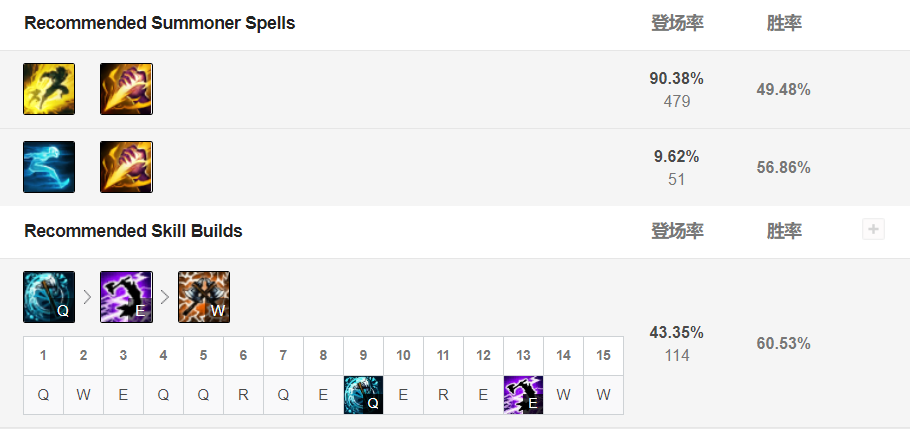 Recommended Summoner Spells 登场率 胜率
90.38%
479
49.48%
9.62%
51
56.86%
Recommended Skill Builds 登场率 胜率 +
Q > E > W
43.35%
114
60.53%
1 2 3 4 5 6 7 8 9 10 11 12 13 14 15
Q W E Q Q R Q E Q E R E E W W